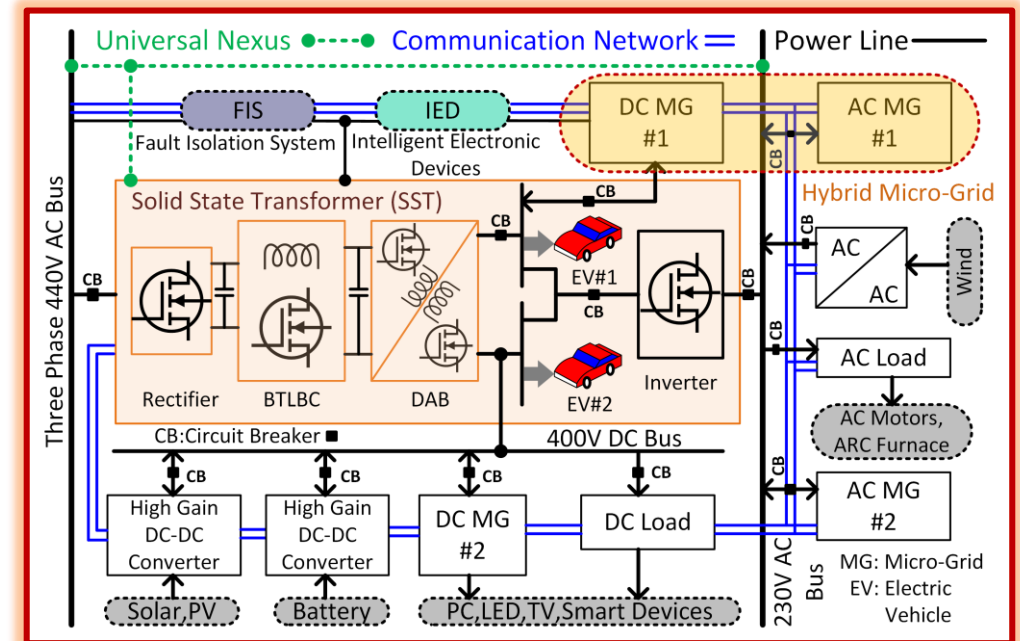 Universal Nexus
Communication Network
Power Line
FIS
IED
Fault Isolation System
Intelligent Electronic
Devices
DC MG
#1
AC MG
#1
CB
Hybrid Micro-Grid
Three Phase 440V AC Bus
Solid State Transformer (SST)
CB
CB
CB
CB
CB
CB
EV#1
EV#2
Rectifier
BTLBC
DAB
Inverter
AC
AC
CB
Wind
CB
AC Load
AC Motors,
ARC Furnace
CB:Circuit Breaker
400V DC Bus
CB
CB
CB
CB
High Gain
DC-DC
Converter
High Gain
DC-DC
Converter
DC MG
#2
DC Load
CB
AC MG
#2
230V AC
Bus
MG: Micro-Grid
EV: Electric
Vehicle
Solar,PV
Battery
PC,LED,TV,Smart Devices